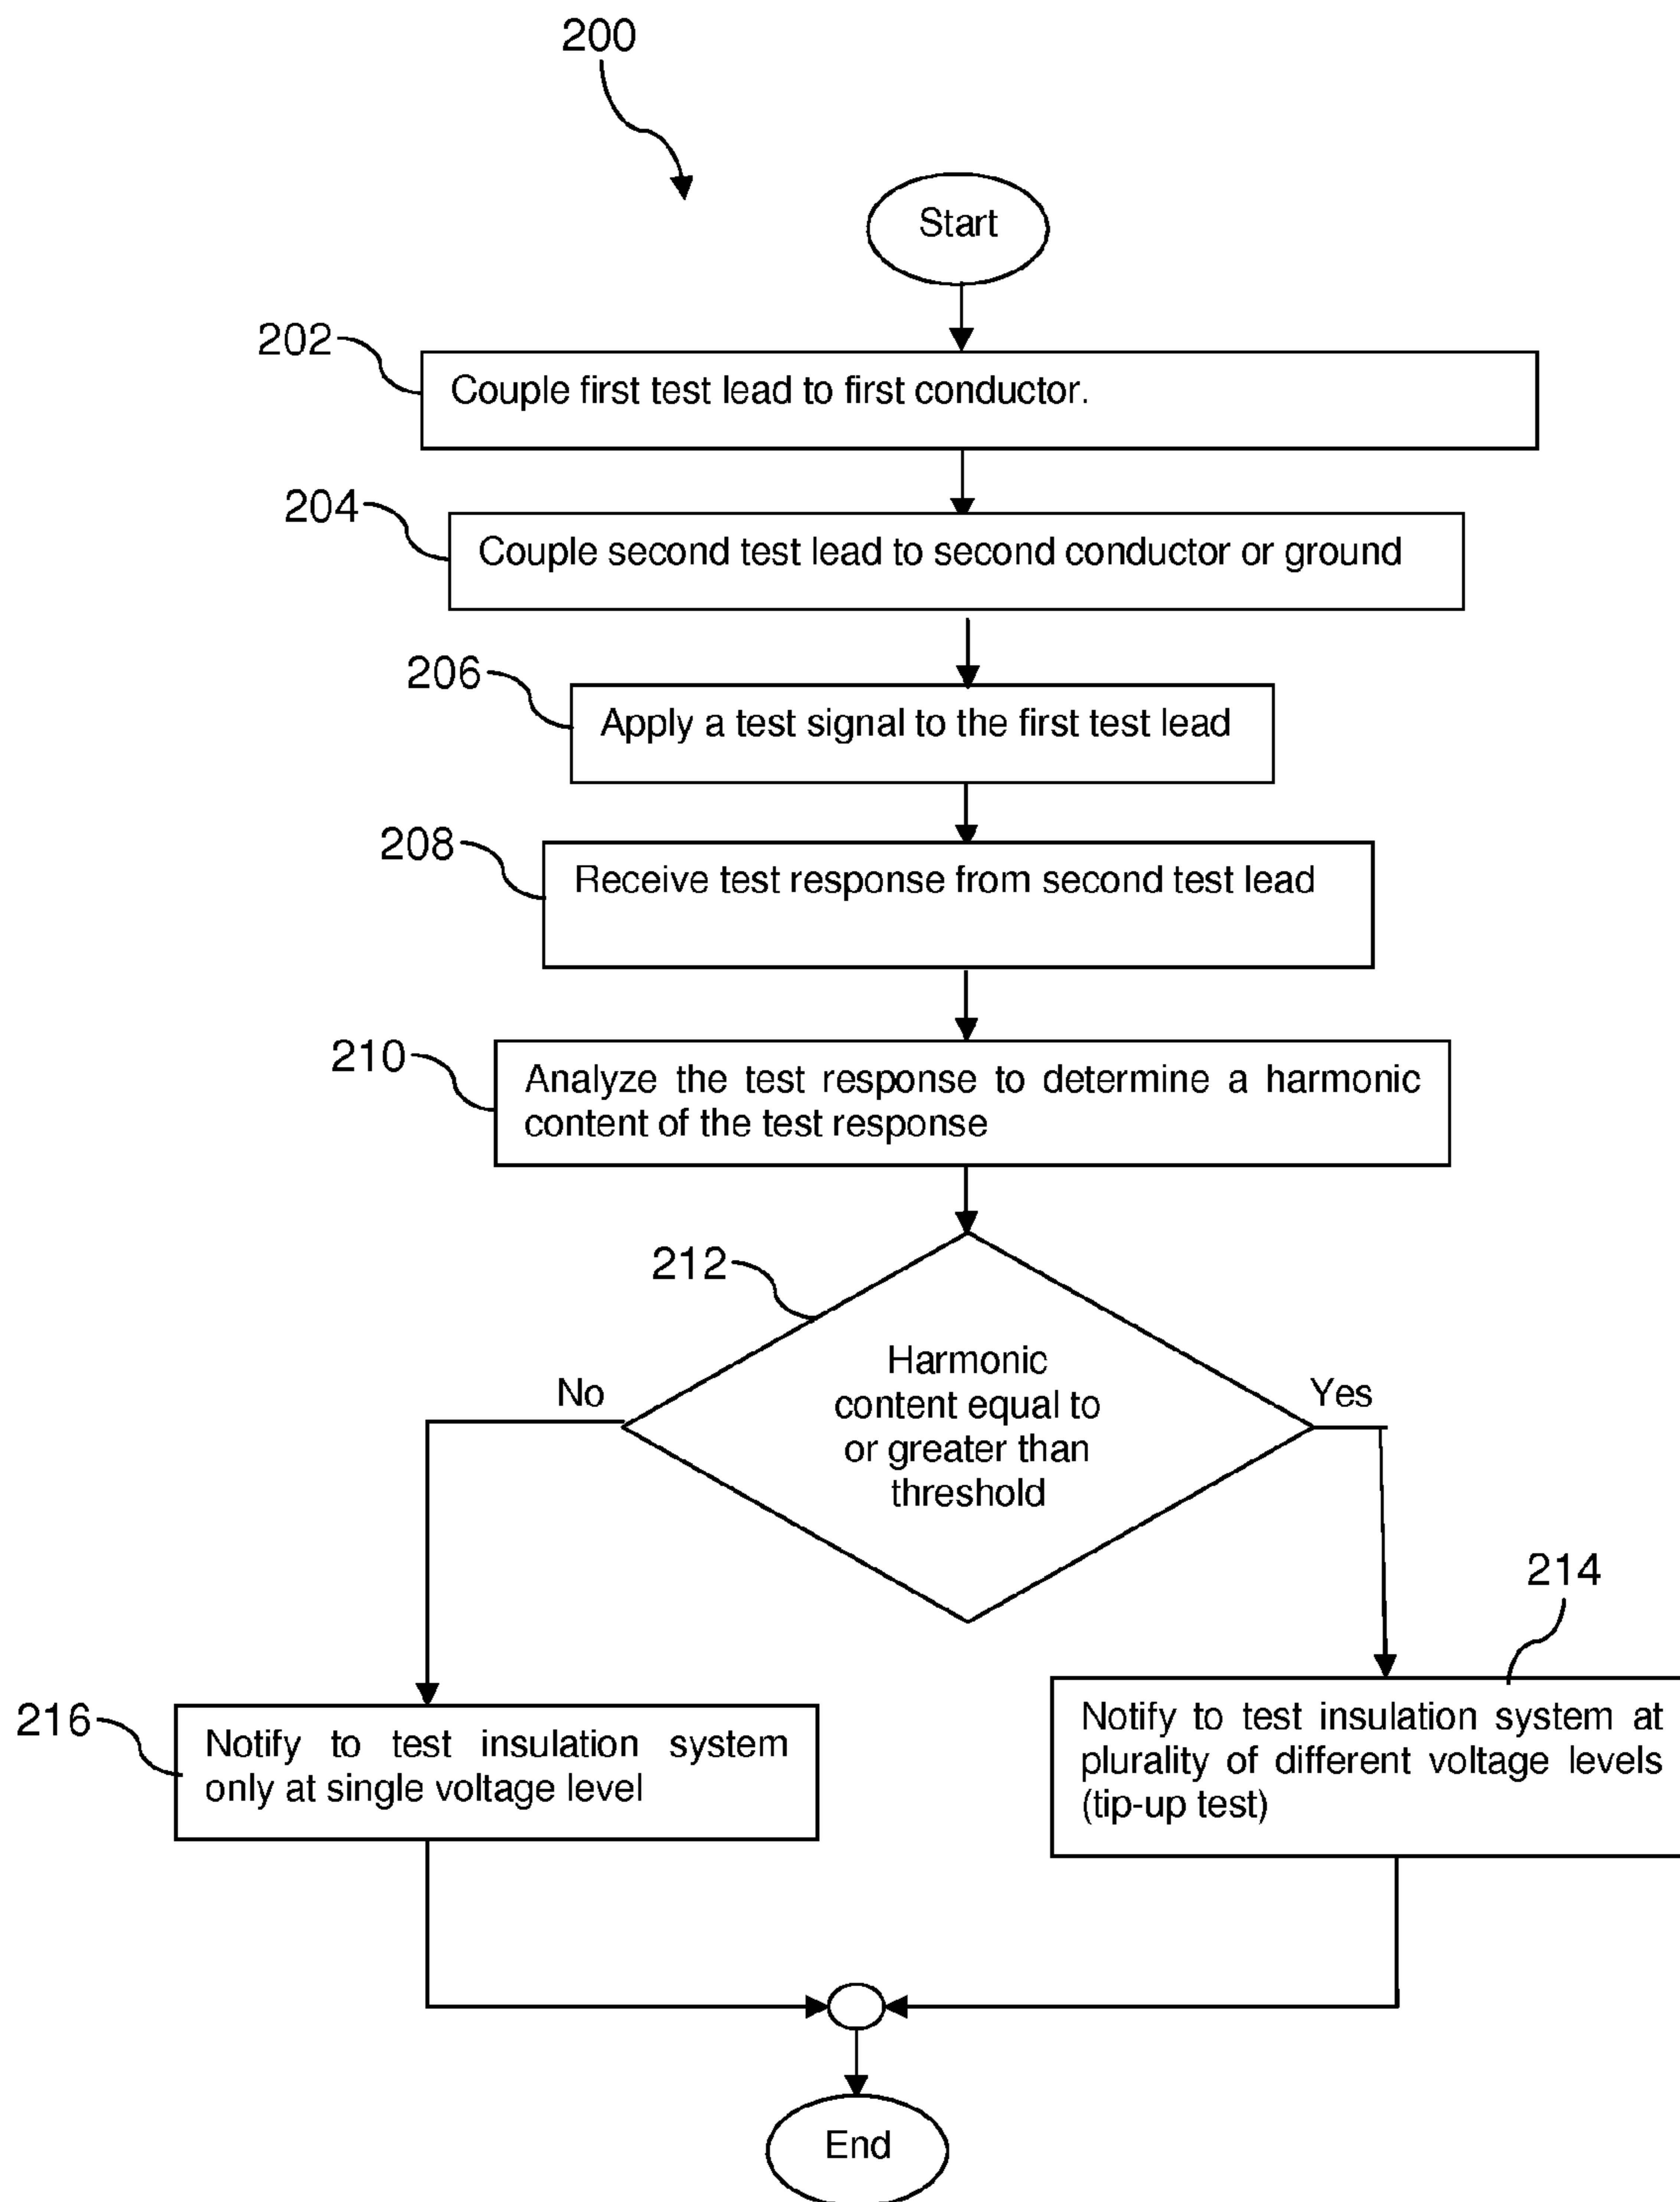 200
Start
202
Couple first test lead to first conductor.
204
Couple second test lead to second conductor or ground
206
Apply a test signal to the first test lead
208
Receive test response from second test lead
210
Analyze the test response to determine a harmonic
content of the test response
212
Harmonic
content equal to
or greater than
threshold
No
Yes
214
Notify to test insulation system at
plurality of different voltage levels
(tip-up test)
216
Notify to test insulation system
only at single voltage level
End